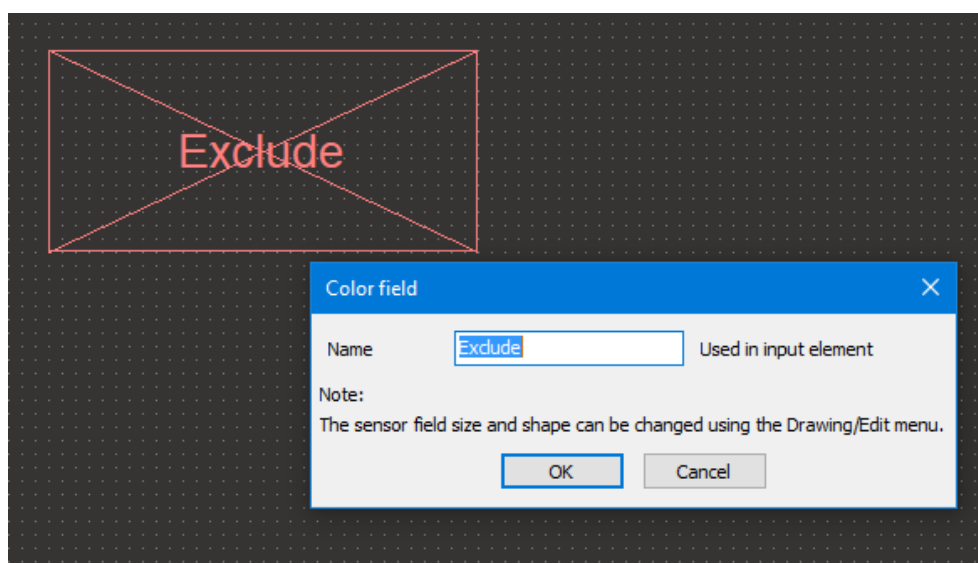 Exclude
Color field
Name Exclude Used in input element
Note:
The sensor field size and shape can be changed using the Drawing/Edit menu.
OK Cancel